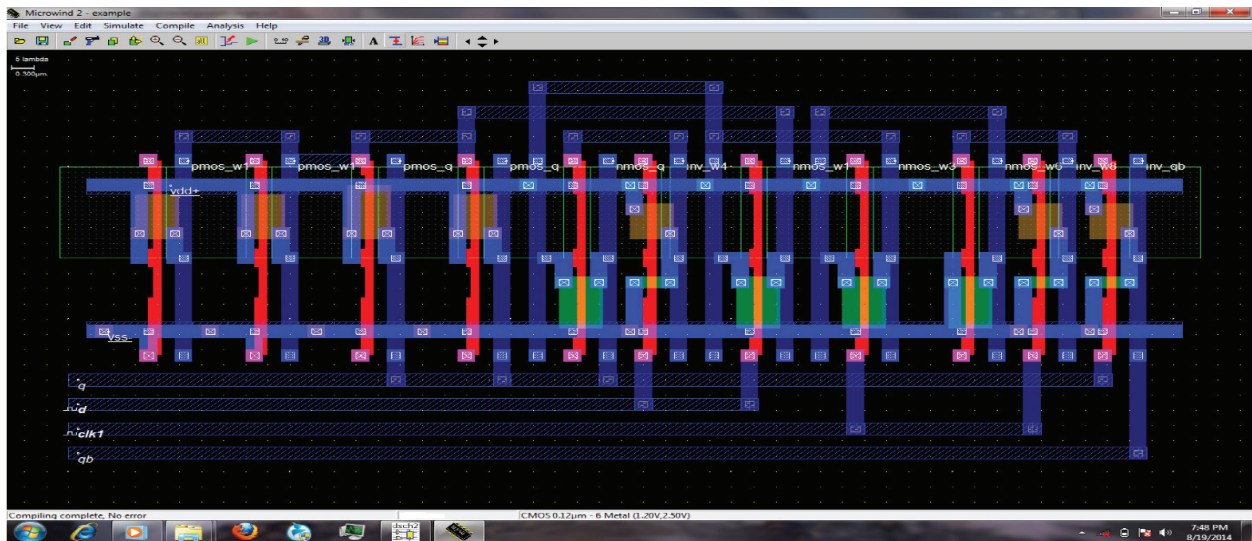 Microwind 2 - example
File View Edit Simulate Compile Analysis Help
5 lambda
0.300µm
pmos_w1 pmos_w1 pmos_q pmos_q nmos_q inv_w4 nmos_w1 nmos_w3 nmos_w6 inv_w8 inv_qb
vdd+
vss-
q
d
clk1
qb
Compiling complete, No error CMOS 0.12µm - 6 Metal (1.20V,2.50V)
dsch2
7:48 PM
8/19/2014